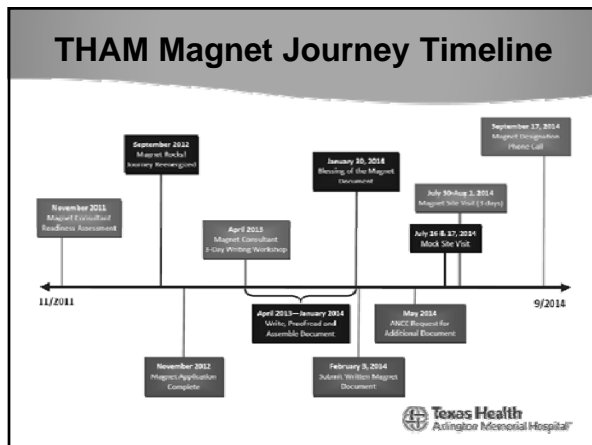 THAM Magnet Journey Timeline
September 17, 2014
Magnet Designation
Phone Call
September 2012
Magnet Rocks!
Journey Reenergized
January 30, 2014
Blessing of the Magnet
Document
July 30-Aug 1, 2014
Magnet Site Visit (3 days)
November 2011
Magnet Consultant
Readiness Assessment
April 2013
Magnet Consultant
3-Day Writing Workshop
July 16 & 17, 2014
Mock Site Visit
11/2011
9/2014
April 2013—January 2014
Write, Proofread and
Assemble Document
May 2014
ANCC Request for
Additional Document
November 2012
Magnet Application
Complete
February 3, 2014
Submit Written Magnet
Document
Texas Health
Arlington Memorial Hospital